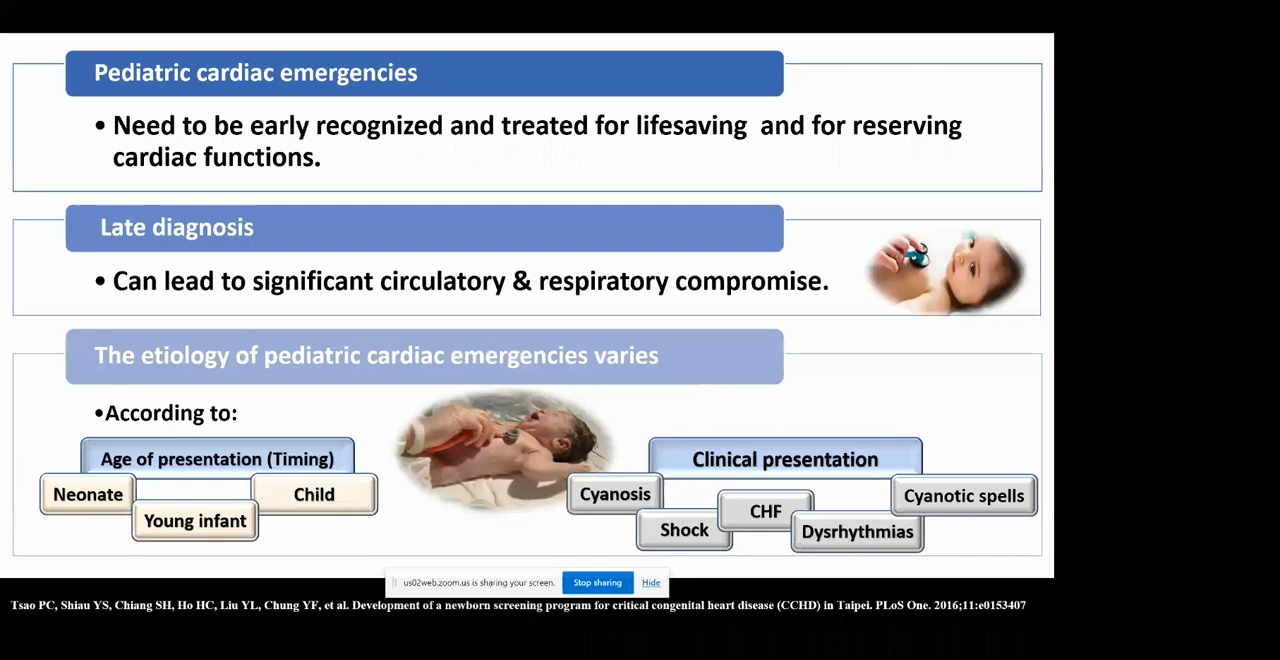 Pediatric cardiac emergencies
• Need to be early recognized and treated for lifesaving and for reserving
cardiac functions.
Late diagnosis
• Can lead to significant circulatory & respiratory compromise.
The etiology of pediatric cardiac emergencies varies
•According to:
Age of presentation (Timing)
Neonate
Young infant
Child
Clinical presentation
Cyanosis
Shock
CHF
Dysrhythmias
Cyanotic spells
us02web.zoom.us is sharing your screen.
Stop sharing
Hide
Tsao PC, Shiau YS, Chiang SH, Ho HC, Liu YL, Chung YF, et al. Development of a newborn screening program for critical congenital heart disease (CCHD) in Taipei. PLoS One. 2016;11:e0153407